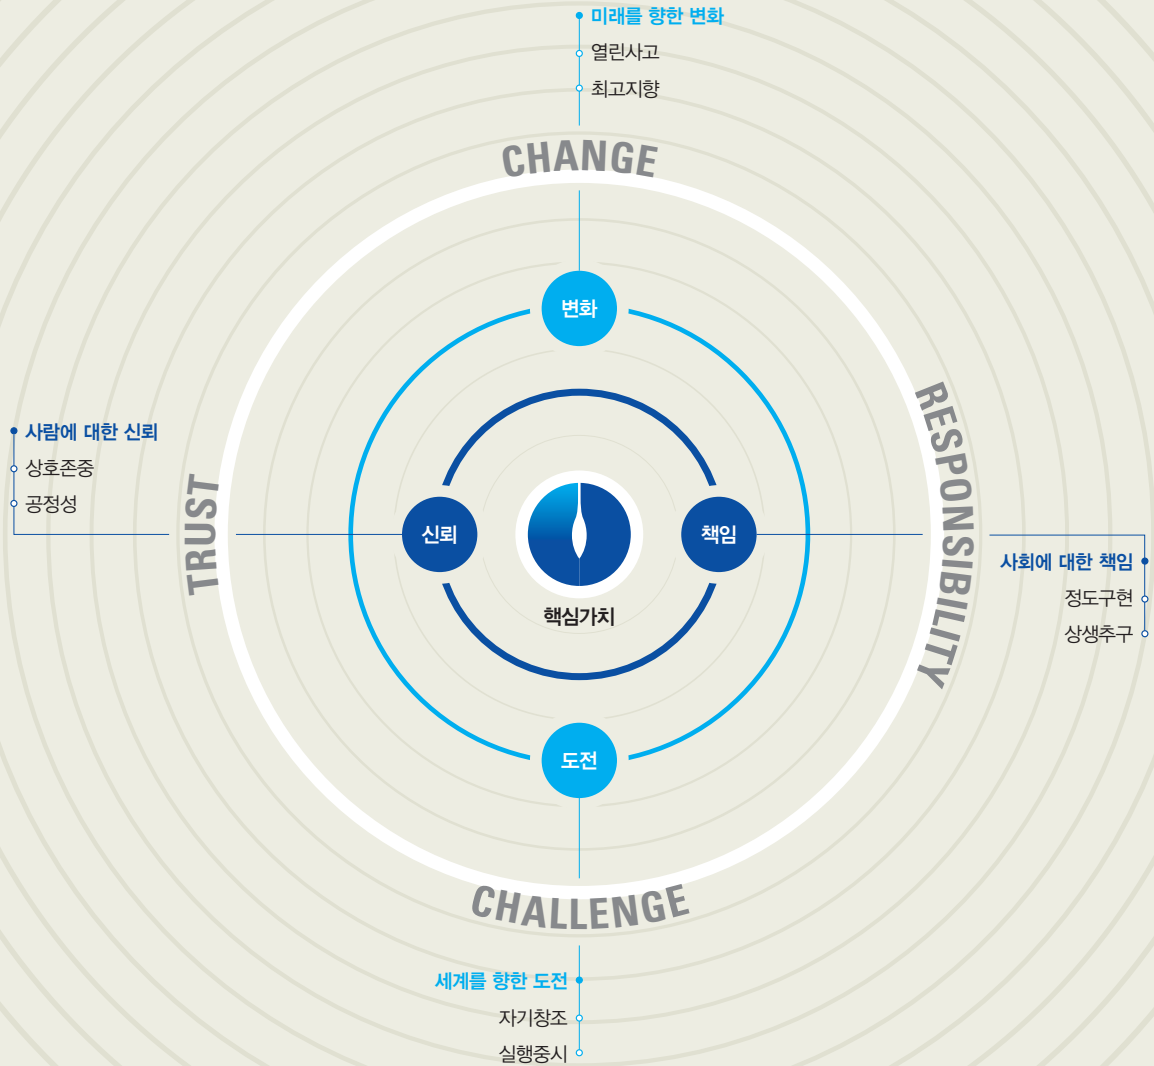 미래를 향한 변화
열린사고
최고지향
CHANGE
변화
사람에 대한 신뢰
상호존중
공정성
TRUST
신뢰
핵심가치
책임
RESPONSIBILITY
사회에 대한 책임
정도구현
상생추구
도전
CHALLENGE
세계를 향한 도전
자기창조
실행중시